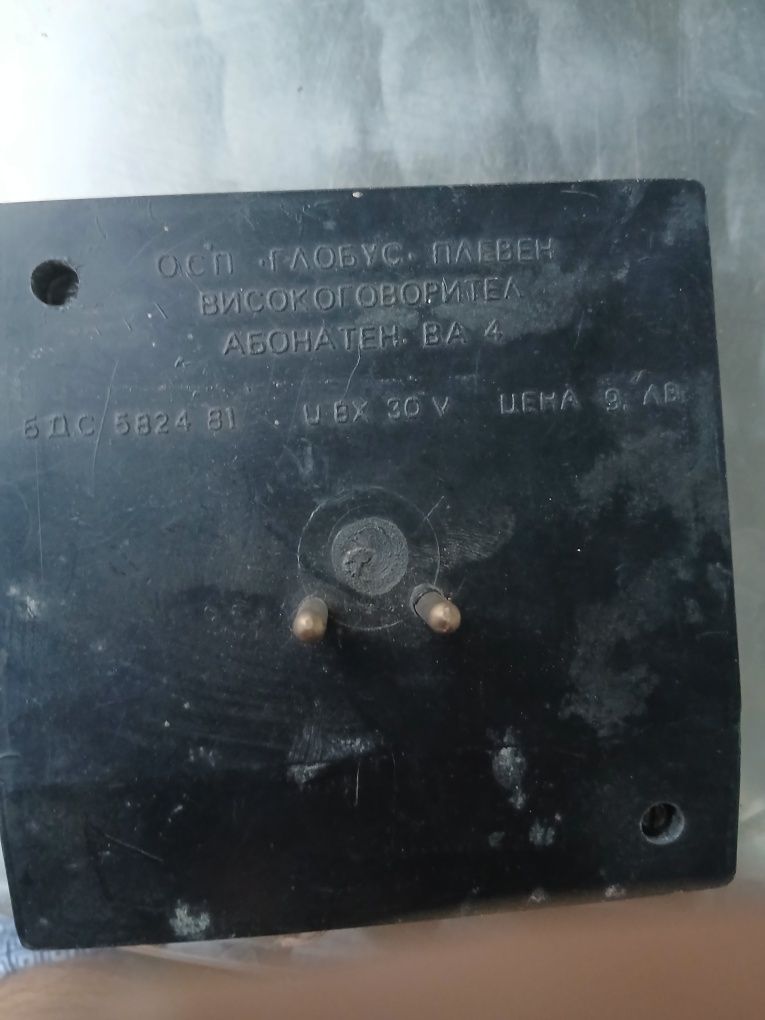 ОСП "ГЛОБУС" ПЛЕВЕН
ВИСОКОГОВОРИТЕЛ
АБОНАТЕН ВА 4
БДС 5824 81 U ВХ 30 V ЦЕНА 9. ЛВ